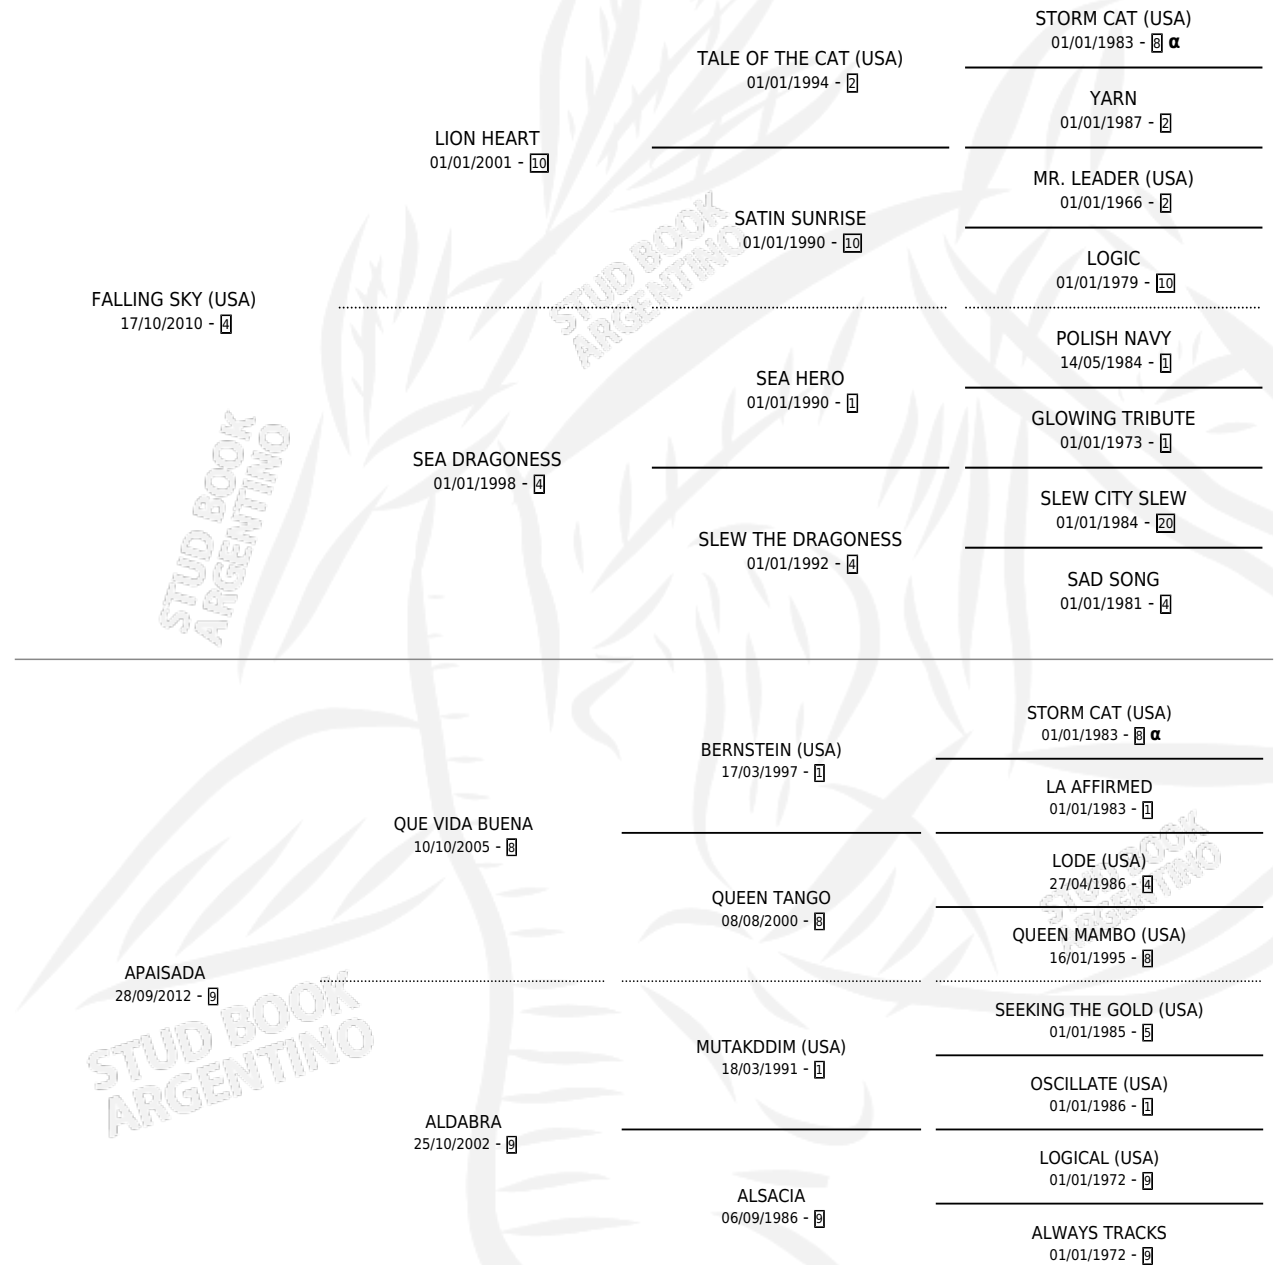 STORM CAT (USA)
01/01/1983 - 8 α
TALE OF THE CAT (USA)
01/01/1994 - 2
YARN
01/01/1987 - 2
LION HEART
01/01/2001 - 10
MR. LEADER (USA)
01/01/1966 - 2
SATIN SUNRISE
01/01/1990 - 10
LOGIC
01/01/1979 - 10
FALLING SKY (USA)
17/10/2010 - 4
POLISH NAVY
14/05/1984 - 1
SEA HERO
01/01/1990 - 1
GLOWING TRIBUTE
01/01/1973 - 1
SEA DRAGONESS
01/01/1998 - 4
SLEW CITY SLEW
01/01/1984 - 20
SLEW THE DRAGONESS
01/01/1992 - 4
SAD SONG
01/01/1981 - 4
STORM CAT (USA)
01/01/1983 - 8 α
BERNSTEIN (USA)
17/03/1997 - 1
LA AFFIRMED
01/01/1983 - 1
QUE VIDA BUENA
10/10/2005 - 8
LODE (USA)
27/04/1986 - 4
QUEEN TANGO
08/08/2000 - 8
QUEEN MAMBO (USA)
16/01/1995 - 8
APAISADA
28/09/2012 - 9
SEEKING THE GOLD (USA)
01/01/1985 - 5
MUTAKDDIM (USA)
18/03/1991 - 1
OSCILLATE (USA)
01/01/1986 - 1
ALDABRA
25/10/2002 - 9
LOGICAL (USA)
01/01/1972 - 9
ALSACIA
06/09/1986 - 9
ALWAYS TRACKS
01/01/1972 - 9
STUD BOOK
ARGENTINO
STUD BOOK
ARGENTINO
STUD BOOK
ARGENTINO
STUD BOOK
ARGENTINO